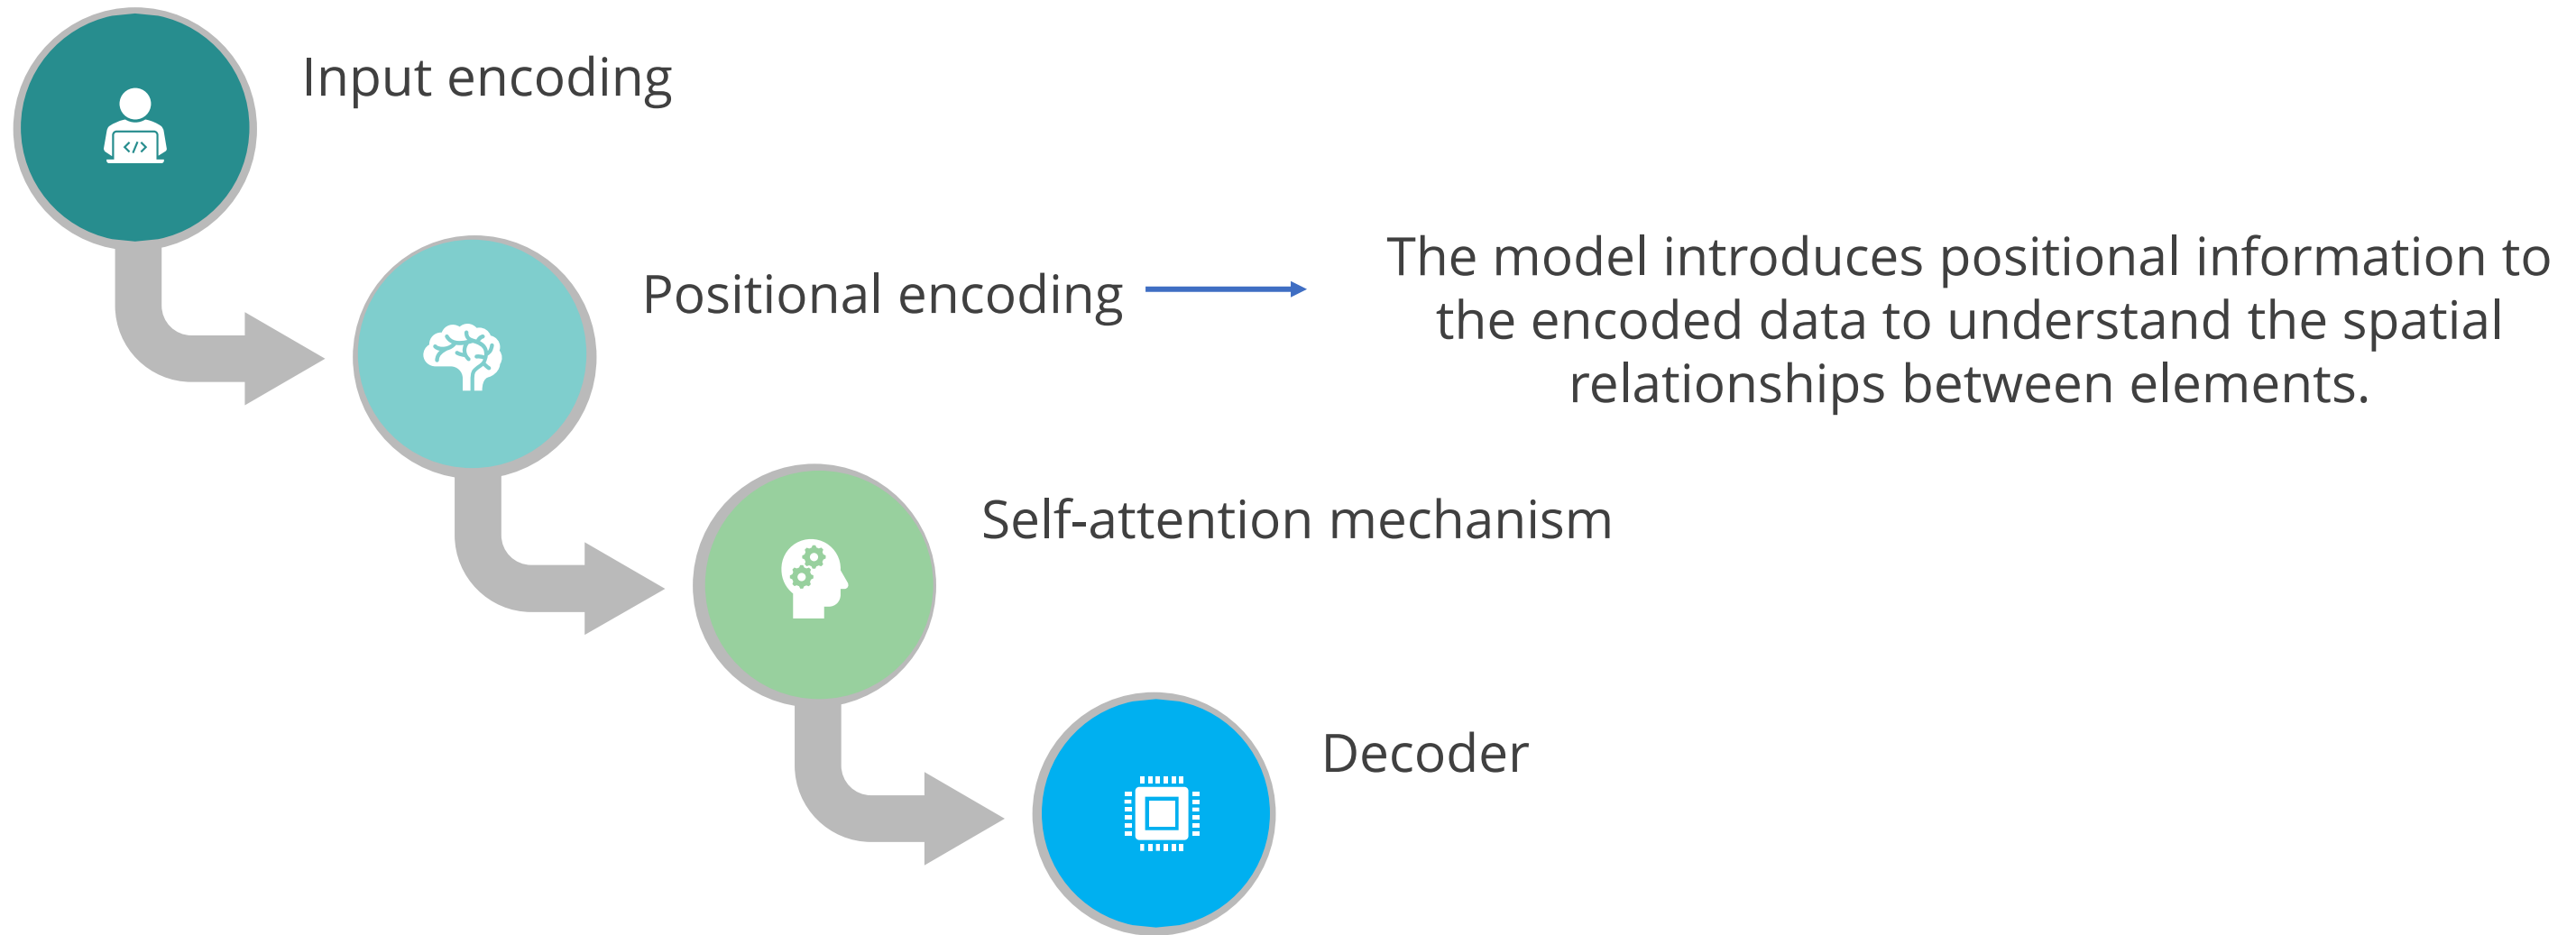 Input encoding
Positional encoding
The model introduces positional information to
the encoded data to understand the spatial
relationships between elements.
Self-attention mechanism
Decoder